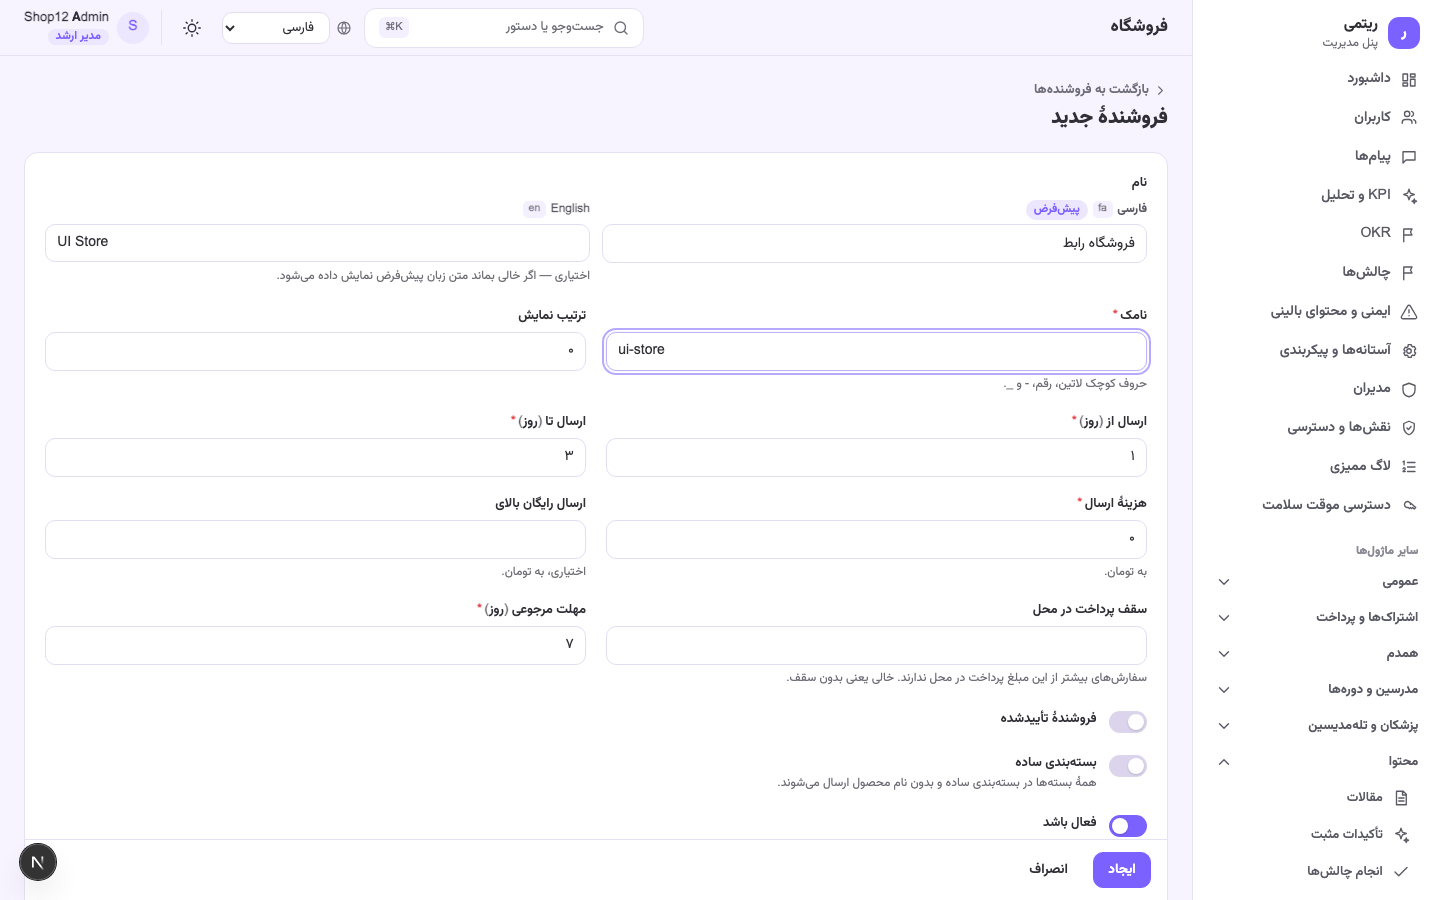 ر
ریتمی
پنل مدیریت
داشبورد
کاربران
پیام‌ها
KPI و تحلیل
OKR
چالش‌ها
ایمنی و محتوای بالینی
آستانه‌ها و پیکربندی
مدیران
نقش‌ها و دسترسی
لاگ ممیزی
دسترسی موقت سلامت
سایر ماژول‌ها
عمومی
اشتراک‌ها و پرداخت
همدم
مدرسین و دوره‌ها
پزشکان و تله‌مدیسین
محتوا
مقالات
تأکیدات مثبت
انجام چالش‌ها
فروشگاه
جست‌وجو یا دستور
⌘K
فارسی
S
Shop12 Admin
مدیر ارشد
بازگشت به فروشنده‌ها
فروشندهٔ جدید
نام
فارسی fa پیش‌فرض
فروشگاه رابط
English en
UI Store
اختیاری — اگر خالی بماند متن زبان پیش‌فرض نمایش داده می‌شود.
نامک *
ui-store
حروف کوچک لاتین، رقم، - و _.
ترتیب نمایش
۰
ارسال از (روز) *
۱
ارسال تا (روز) *
۳
هزینهٔ ارسال *
۰
به تومان.
ارسال رایگان بالای
اختیاری، به تومان.
سقف پرداخت در محل
سفارش‌های بیشتر از این مبلغ پرداخت در محل ندارند. خالی یعنی بدون سقف.
مهلت مرجوعی (روز) *
۷
فروشندهٔ تأییدشده
بسته‌بندی ساده
همهٔ بسته‌ها در بسته‌بندی ساده و بدون نام محصول ارسال می‌شوند.
فعال باشد
ایجاد
انصراف
N